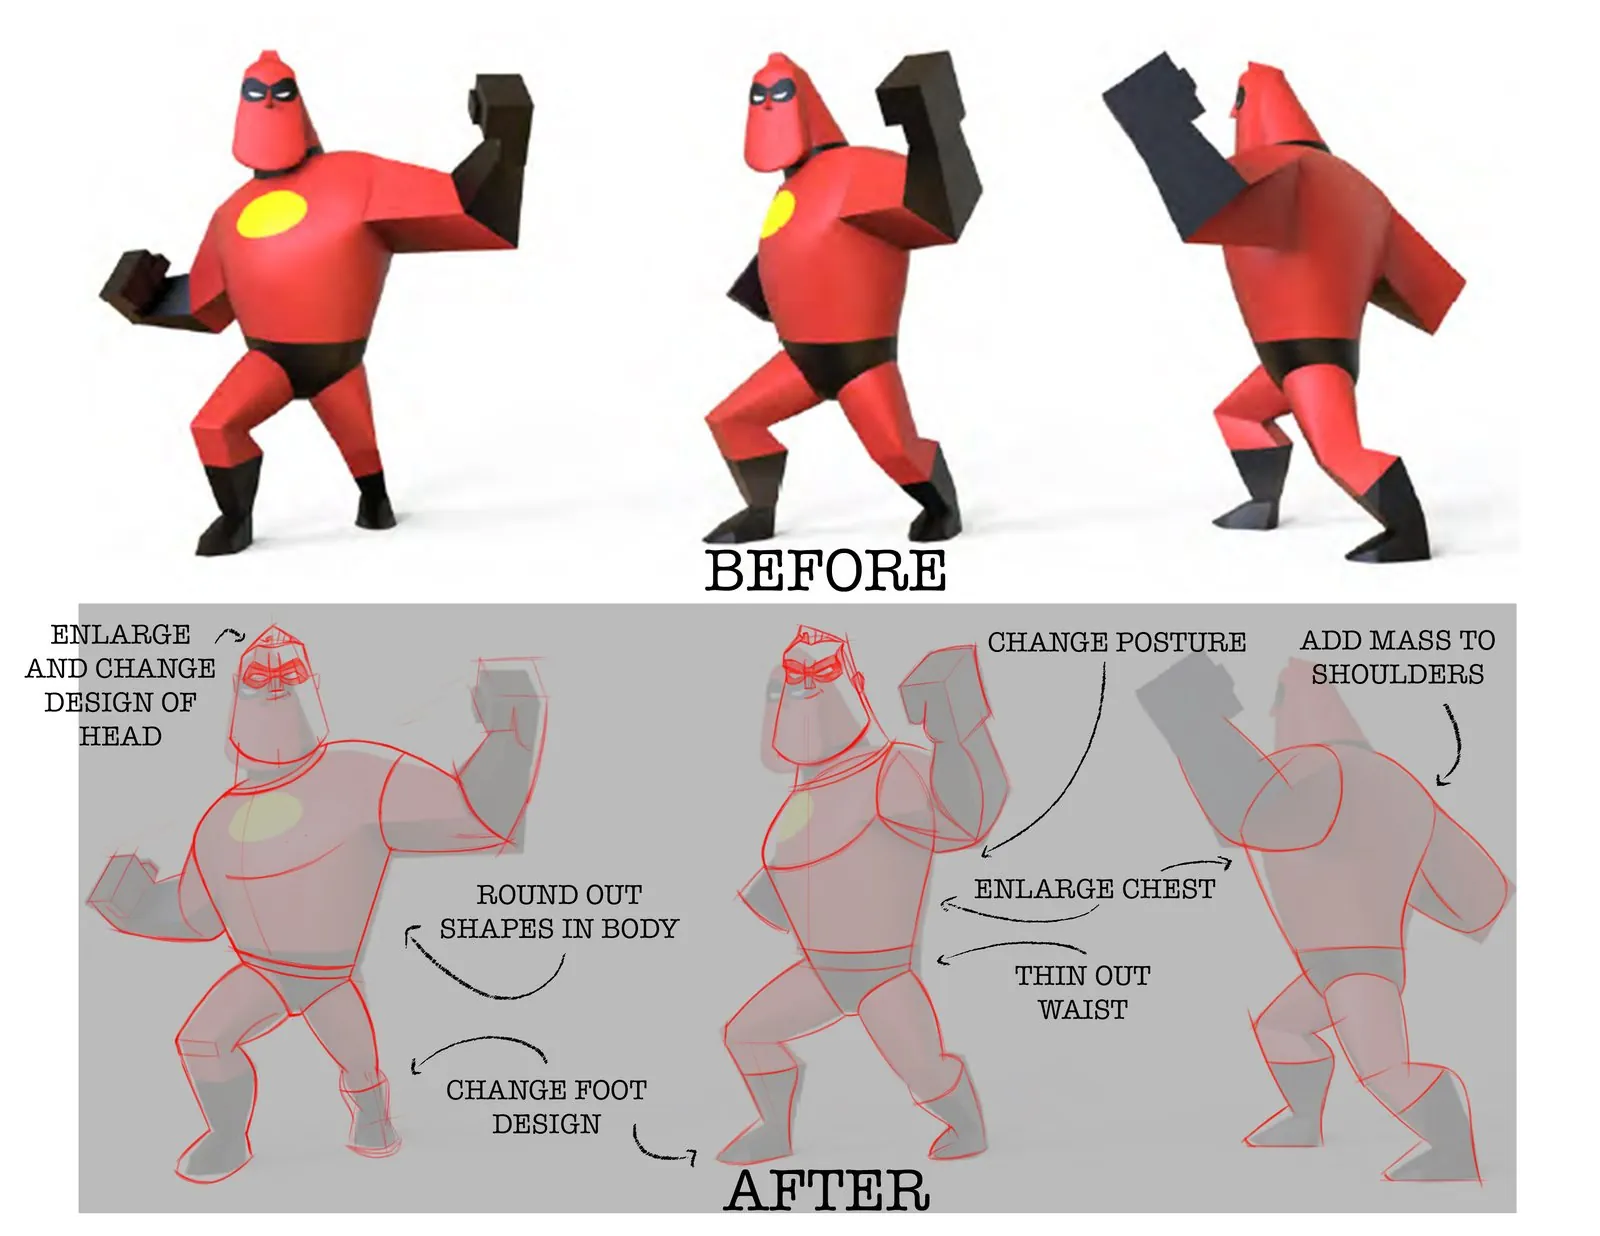 BEFORE
ENLARGE
AND CHANGE
DESIGN OF
HEAD
CHANGE POSTURE
ADD MASS TO
SHOULDERS
ROUND OUT
SHAPES IN BODY
ENLARGE CHEST
THIN OUT
WAIST
CHANGE FOOT
DESIGN
AFTER